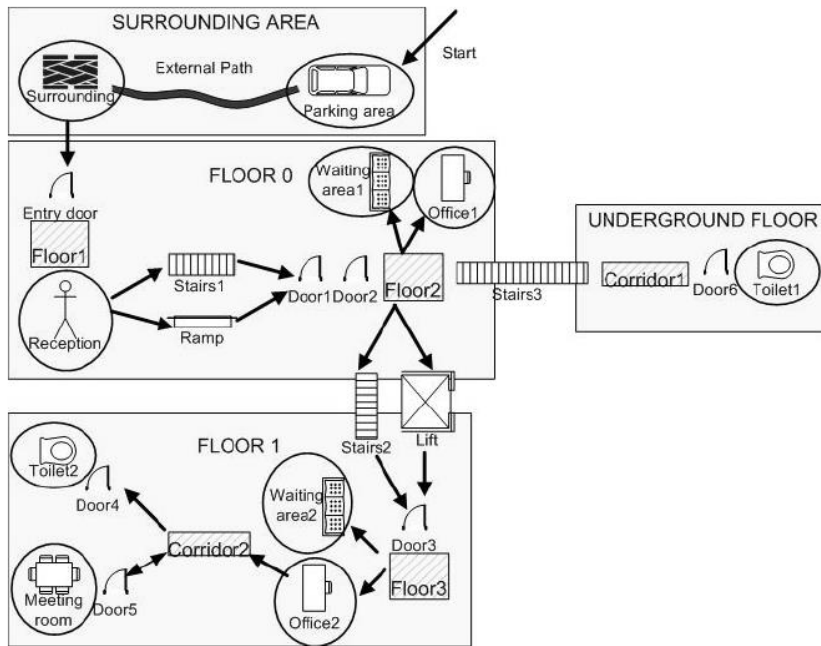 SURROUNDING AREA
Start
External Path
Surrounding
Parking area
FLOOR 0
Waiting
area1
Office1
Entry door
Floor1
UNDERGROUND FLOOR
Stairs1
Door1
Door2
Floor2
Stairs3
Corridor1
Door6
Toilet1
Reception
Ramp
Stairs2
Lift
FLOOR 1
Toilet2
Door4
Waiting
area2
Door3
Corridor2
Floor3
Meeting
room
Door5
Office2